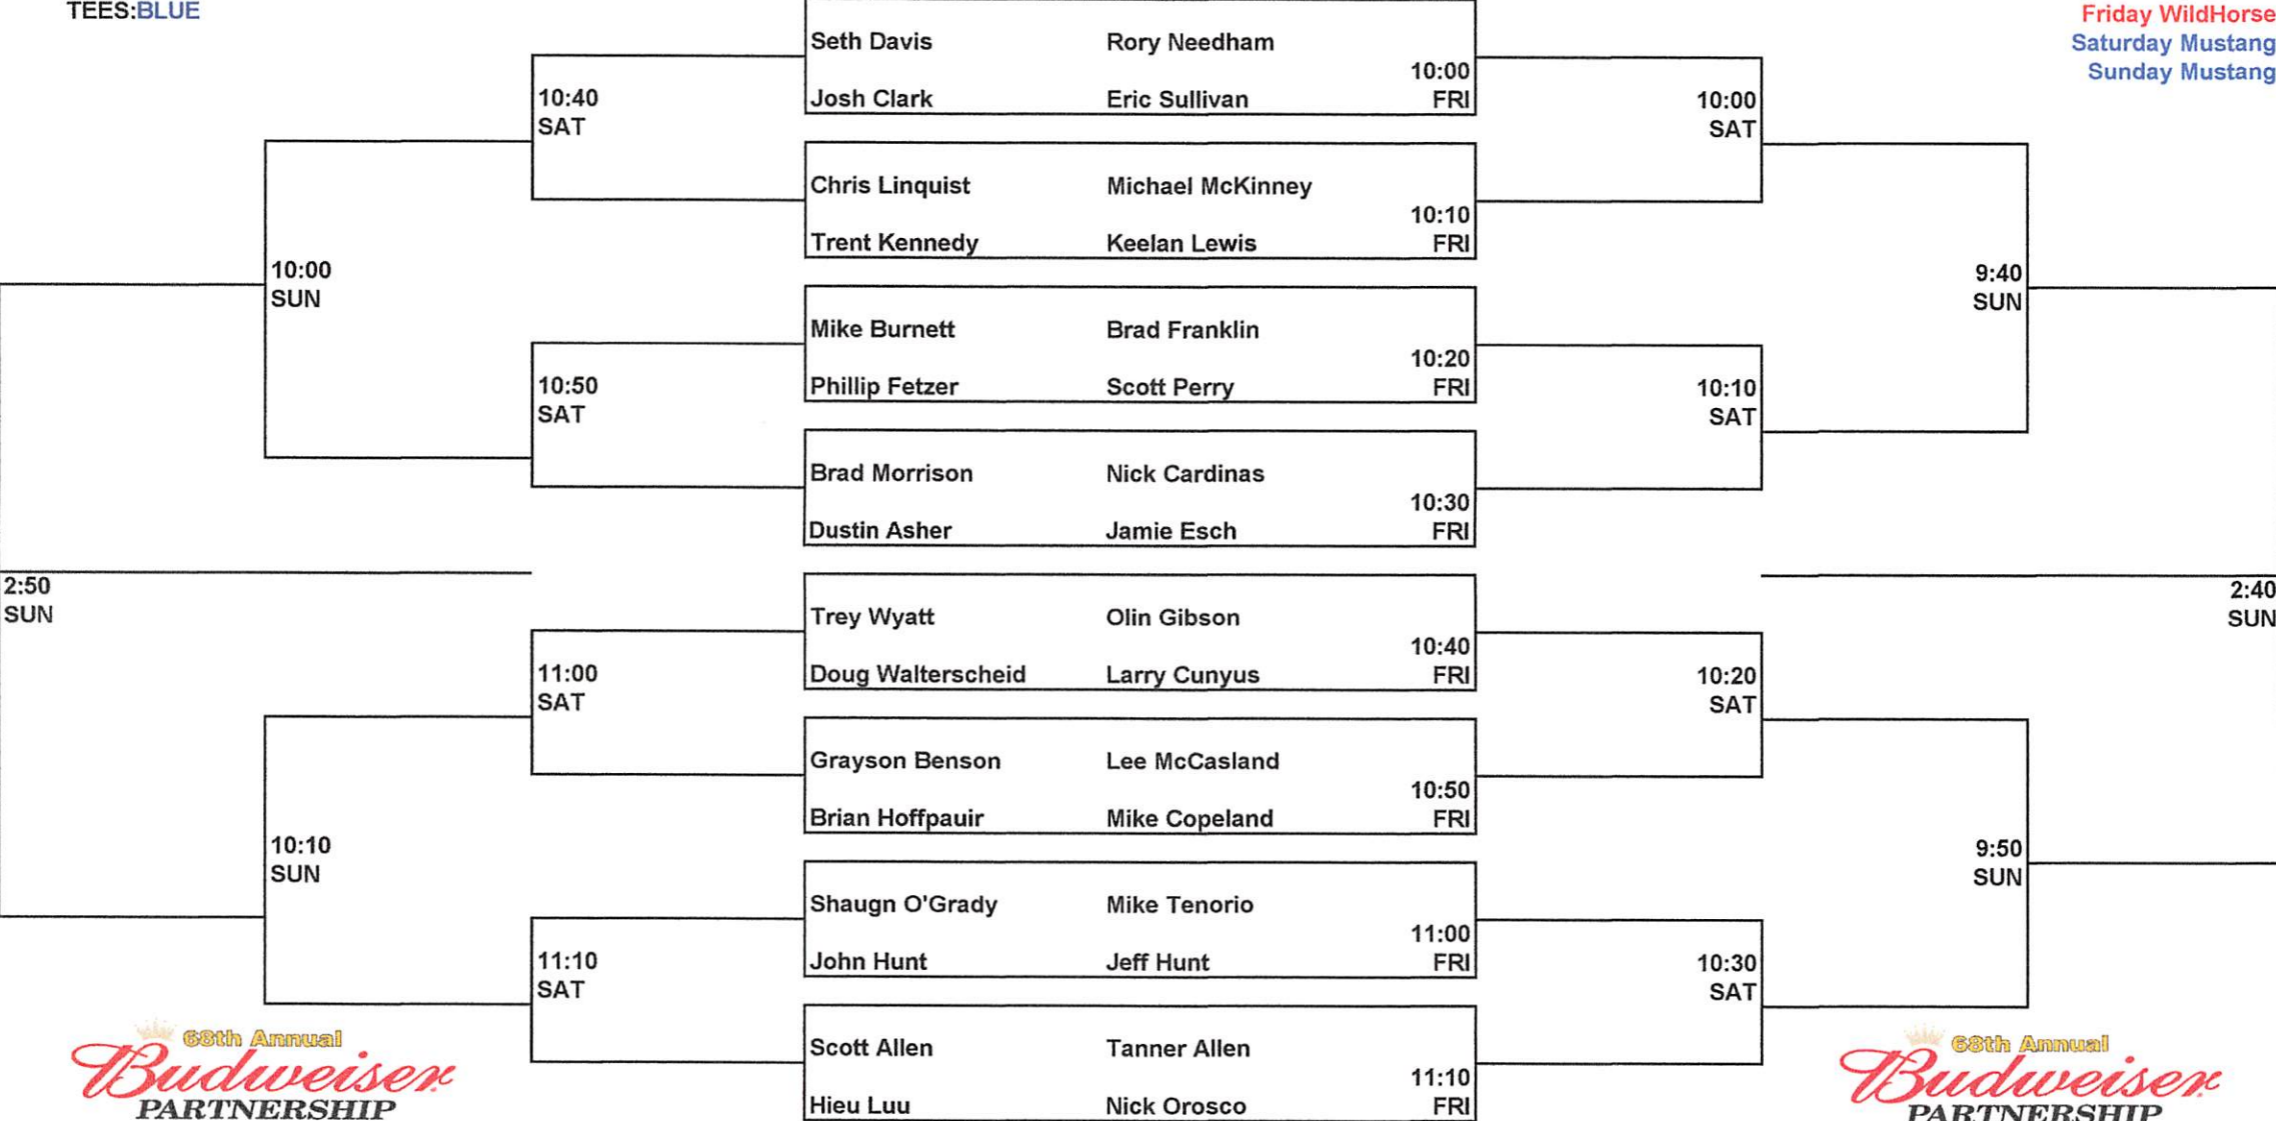 TEES:BLUE
Friday WildHorse
Saturday Mustang
Sunday Mustang
Seth Davis Rory Needham
10:00
Josh Clark Eric Sullivan FRI
10:40
SAT
10:00
SAT
Chris Linquist Michael McKinney
10:10
Trent Kennedy Keelan Lewis FRI
10:00
SUN
9:40
SUN
Mike Burnett Brad Franklin
10:20
Phillip Fetzer Scott Perry FRI
10:50
SAT
10:10
SAT
Brad Morrison Nick Cardinas
10:30
Dustin Asher Jamie Esch FRI
2:50
SUN
2:40
SUN
Trey Wyatt Olin Gibson
10:40
Doug Walterscheid Larry Cunyus FRI
11:00
SAT
10:20
SAT
Grayson Benson Lee McCasland
10:50
Brian Hoffpauir Mike Copeland FRI
10:10
SUN
9:50
SUN
Shaugn O'Grady Mike Tenorio
11:00
John Hunt Jeff Hunt FRI
11:10
SAT
10:30
SAT
Scott Allen Tanner Allen
11:10
Hieu Luu Nick Orosco FRI
68th Annual
Budweiser
PARTNERSHIP
68th Annual
Budweiser
PARTNERSHIP